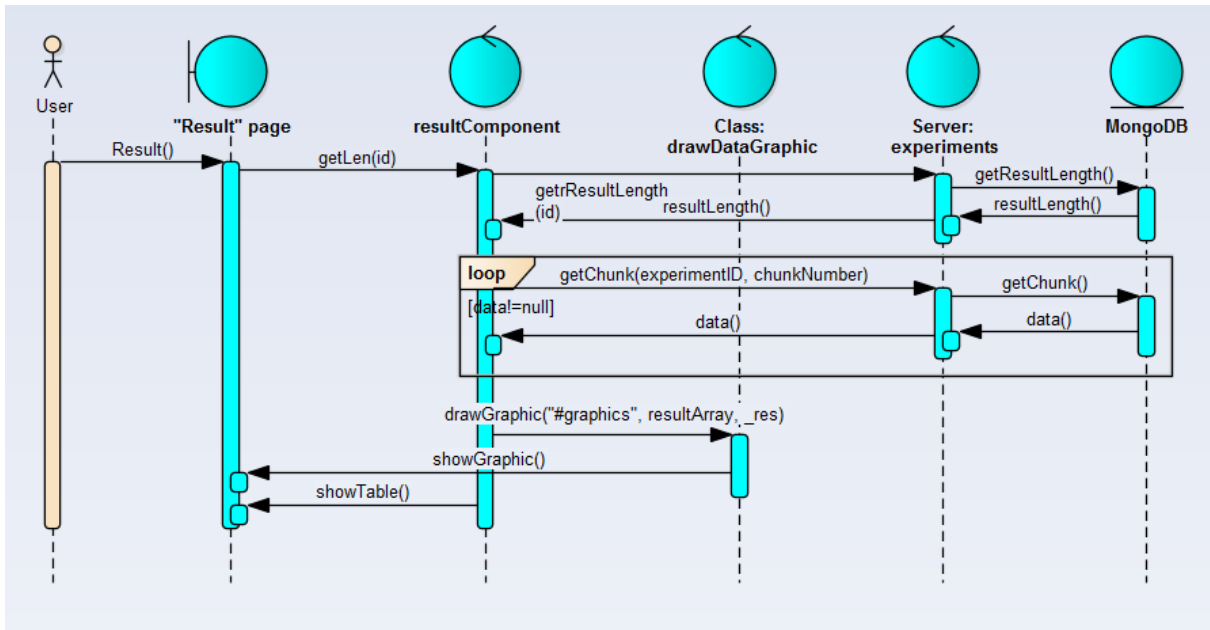 User
"Result" page
resultComponent
Class:
drawDataGraphic
Server:
experiments
MongoDB
Result()
getLen(id)
getrResultLength
(id)
getResultLength()
resultLength()
resultLength()
loop
getChunk(experimentID, chunkNumber)
[data!=null]
getChunk()
data()
data()
drawGraphic("#graphics", resultArray, _res)
showGraphic()
showTable()